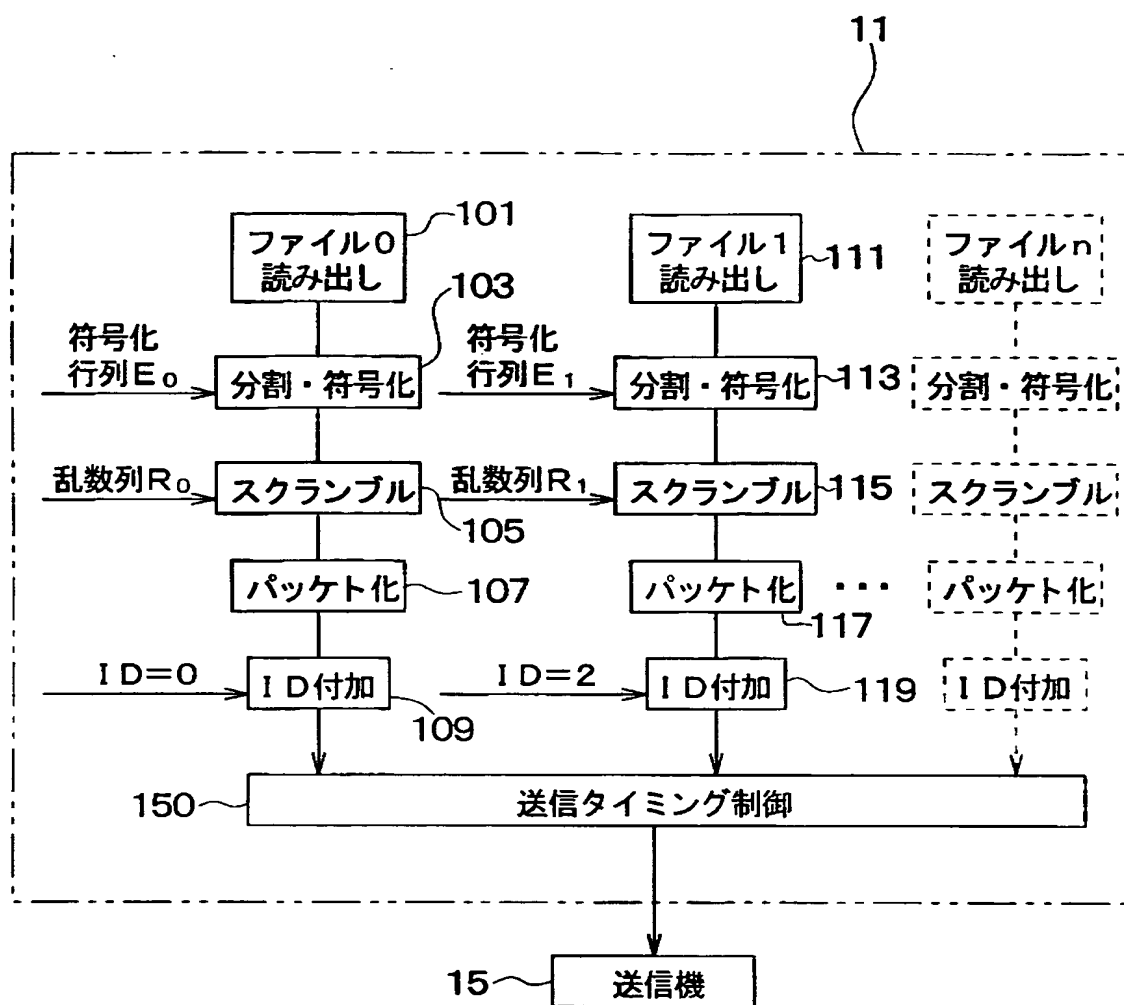 11
ファイル0
読み出し
101
ファイル1
読み出し
111
ファイルn
読み出し
符号化
行列E₀
分割・符号化
103
符号化
行列E₁
分割・符号化
113
分割・符号化
乱数列R₀
スクランブル
105
乱数列R₁
スクランブル
115
スクランブル
パケット化
107
パケット化
117
・・・
パケット化
ID=0
ID付加
109
ID=2
ID付加
119
ID付加
150
送信タイミング制御
15
送信機